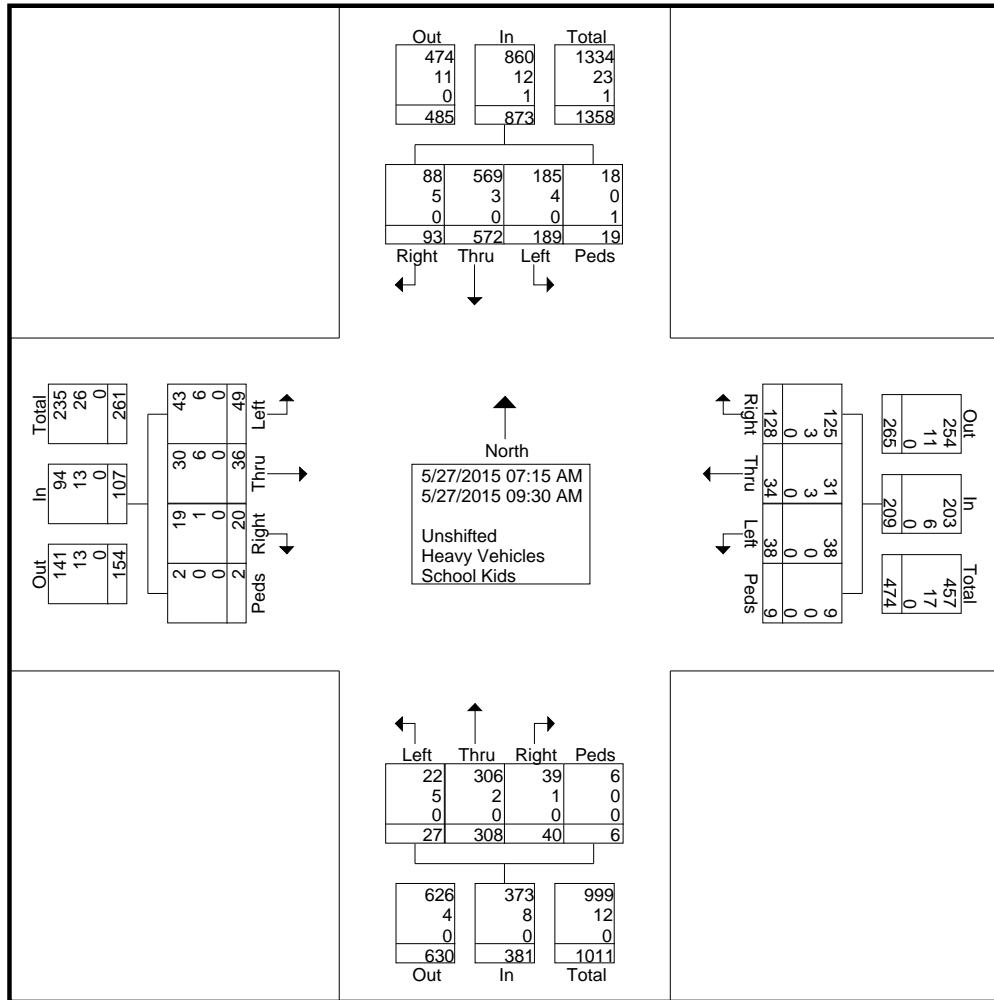 Out In Total
474 860 1334
11 12 23
0 1 1
485 873 1358
88 569 185 18
5 3 4 0
0 0 0 1
93 572 189 19
Right Thru Left Peds
Total
235
26
0
261
In
94
13
0
107
Out
141
13
0
154
43
6
0
49
Left
30
6
0
36
Thru
19
1
0
20
Right
2
0
0
2
Peds
North
5/27/2015 07:15 AM
5/27/2015 09:30 AM
Unshifted
Heavy Vehicles
School Kids
Right
128
0
3
125
Thru
34
0
3
31
Left
38
0
0
38
Peds
9
0
0
9
Out
254
11
0
265
In
203
6
0
209
Total
457
17
0
474
Left Thru Right Peds
22 306 39 6
5 2 1 0
0 0 0 0
27 308 40 6
626 373 999
4 8 12
0 0 0
630 381 1011
Out In Total